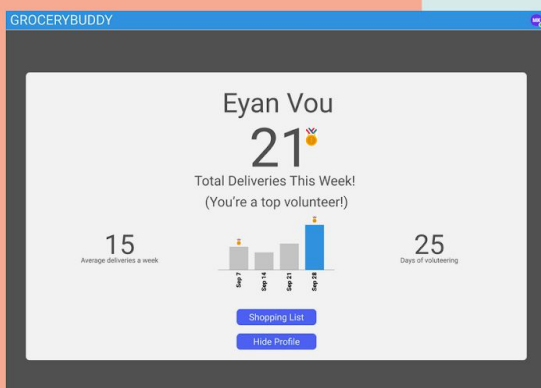 GROCERYBUDDY
Eyan Vou
21
Total Deliveries This Week!
(You're a top volunteer!)
15
Average deliveries a week
Sep 7
Sep 14
Sep 21
Sep 28
25
Days of voluteering
Shopping List
Hide Profile